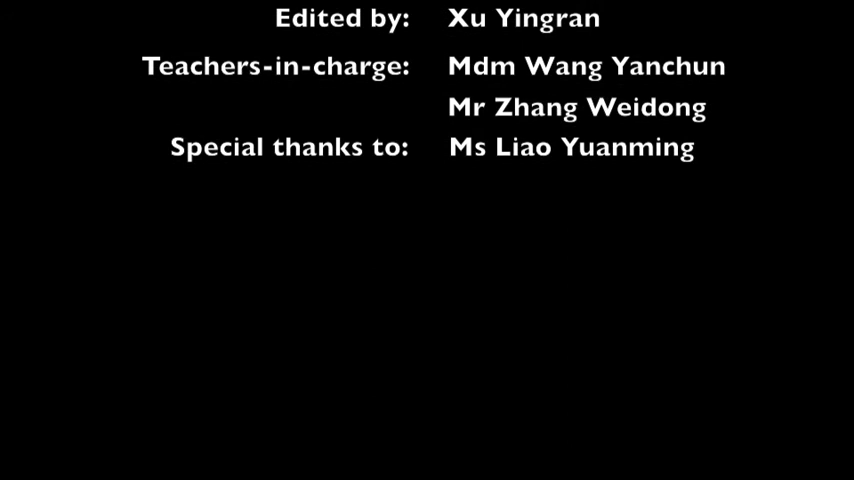 Edited by: Xu Yingran
Teachers-in-charge: Mdm Wang Yanchun
Mr Zhang Weidong
Special thanks to: Ms Liao Yuanming